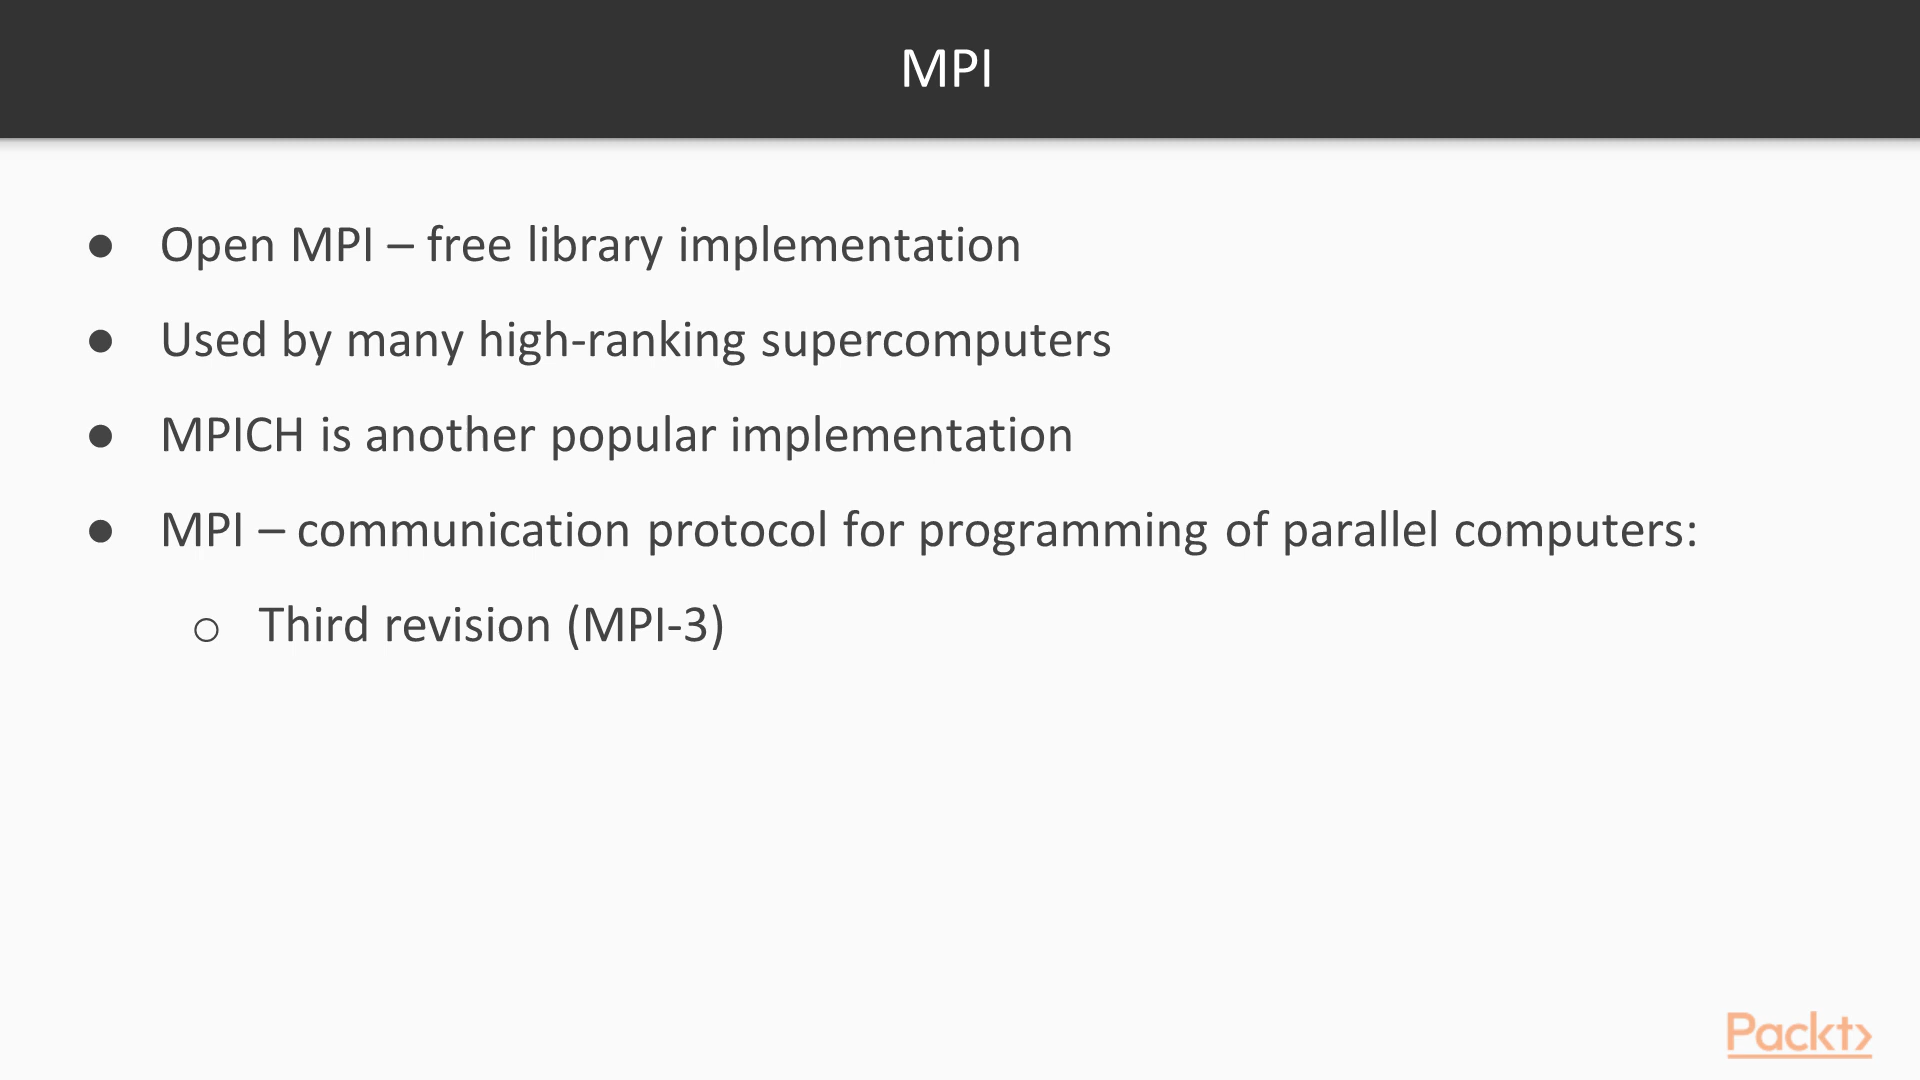 MPI
● Open MPI – free library implementation
● Used by many high-ranking supercomputers
● MPICH is another popular implementation
● MPI – communication protocol for programming of parallel computers:
○ Third revision (MPI-3)
Packt>